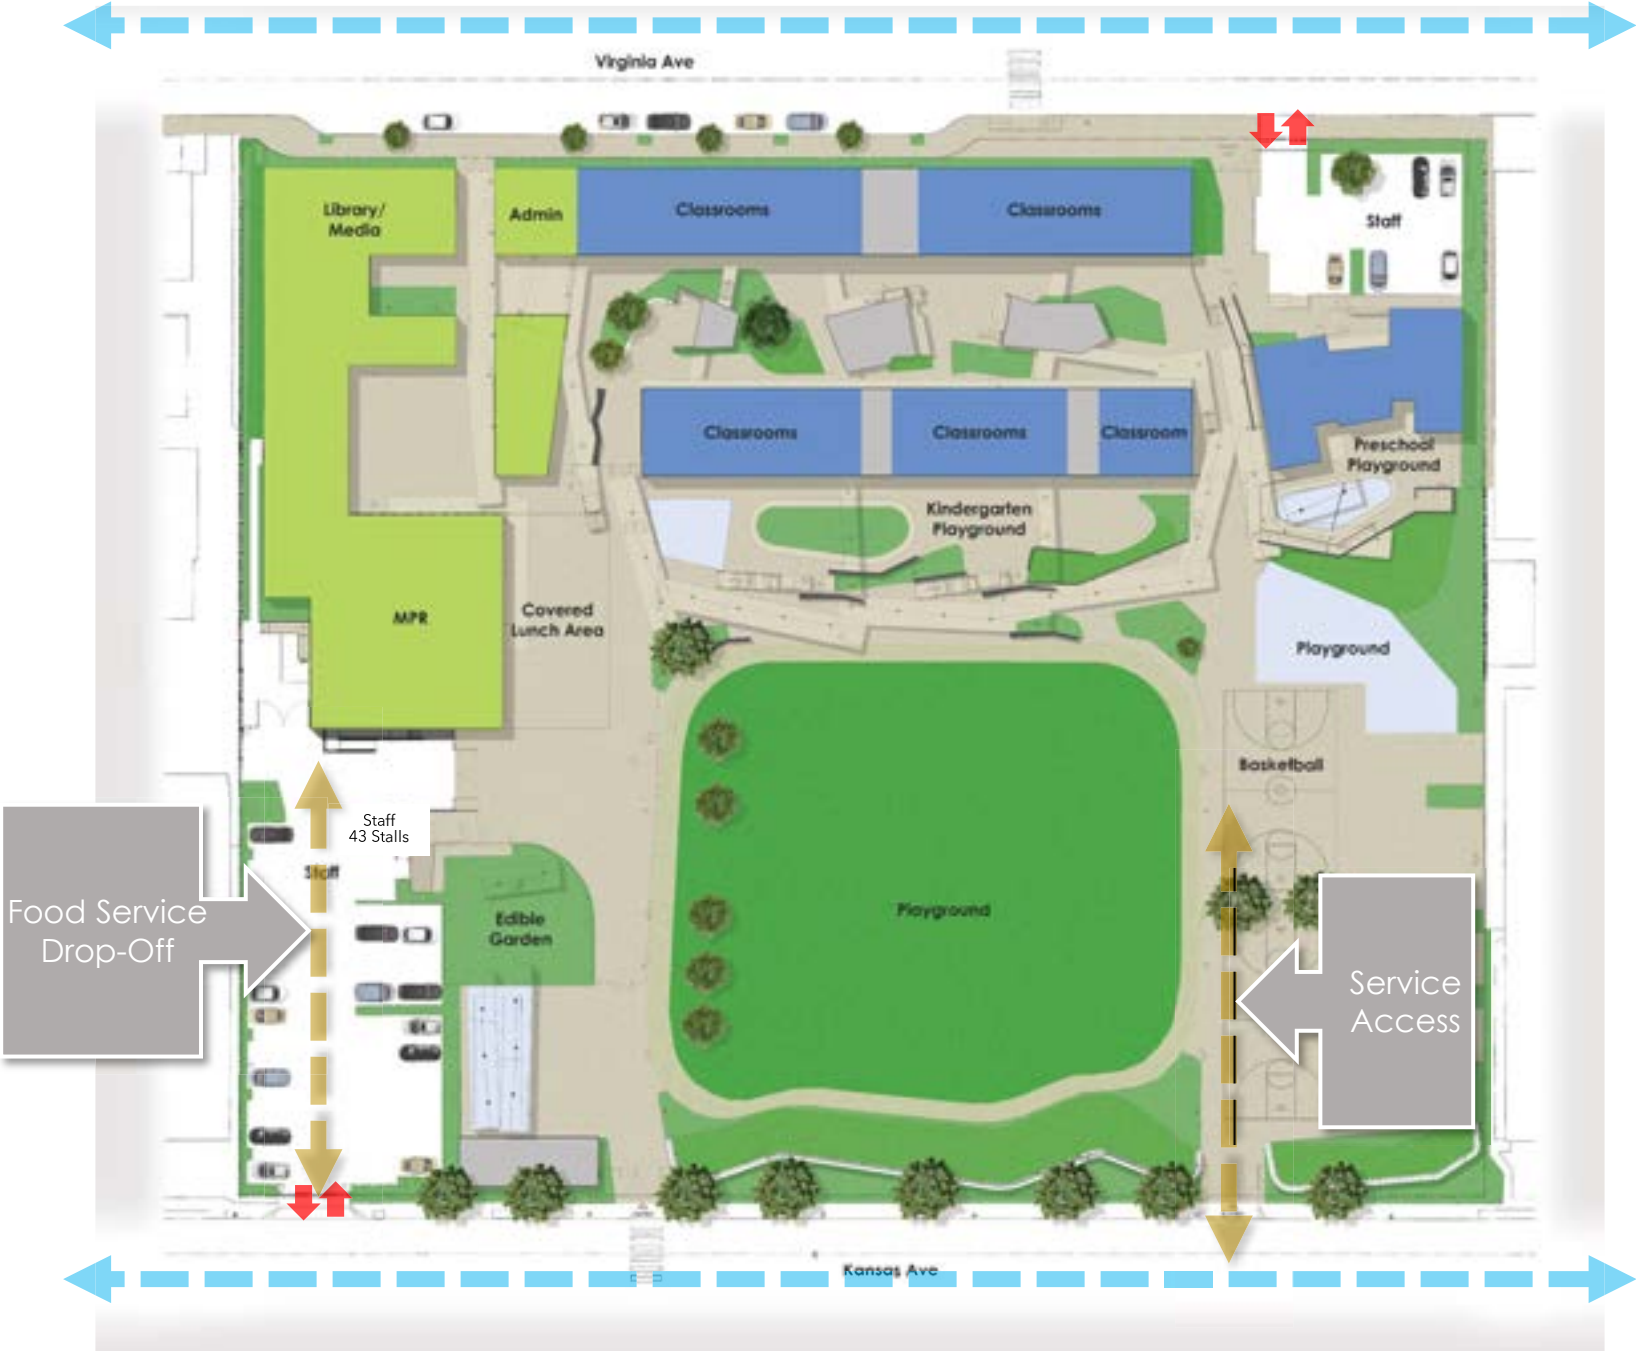 Virginia Ave
Library/
Media
Admin
Classrooms
Classrooms
Staff
Classrooms
Classrooms
Classroom
Preschool
Playground
Kindergarten
Playground
MPR
Covered
Lunch Area
Playground
Basketball
Staff
43 Stalls
Staff
Food Service
Drop-Off
Edible
Garden
Playground
Service
Access
Kansas Ave